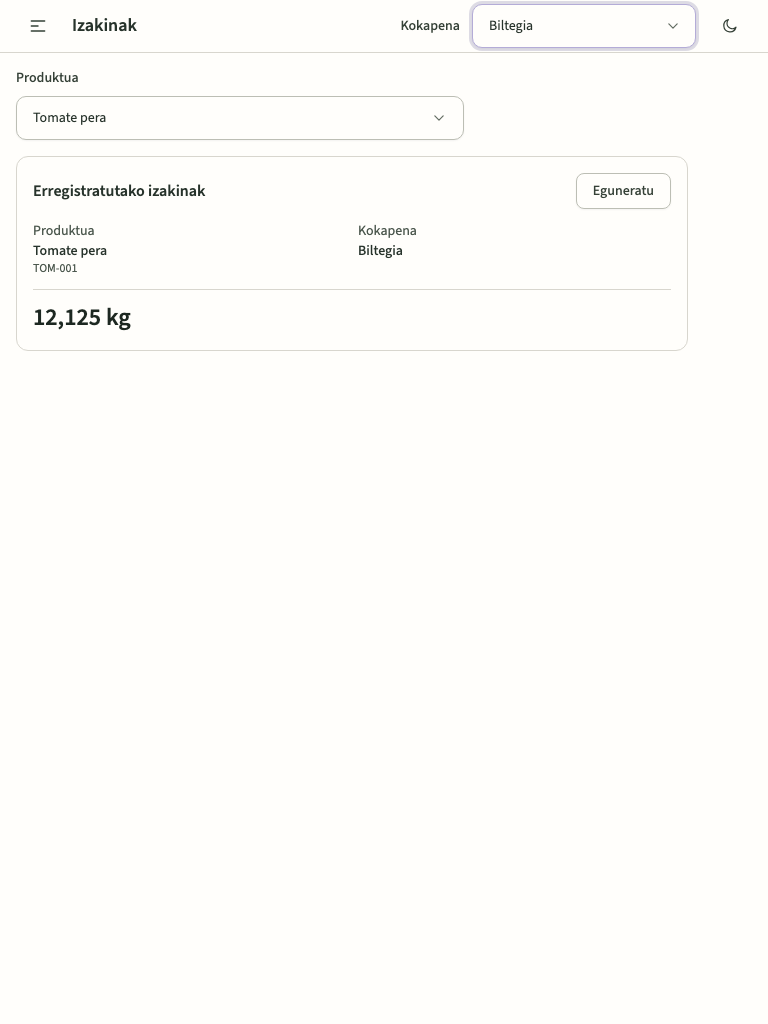 Izakinak
Kokapena
Biltegia
Produktua
Tomate pera
Erregistratutako izakinak
Eguneratu
Produktua
Tomate pera
TOM-001
Kokapena
Biltegia
12,125 kg